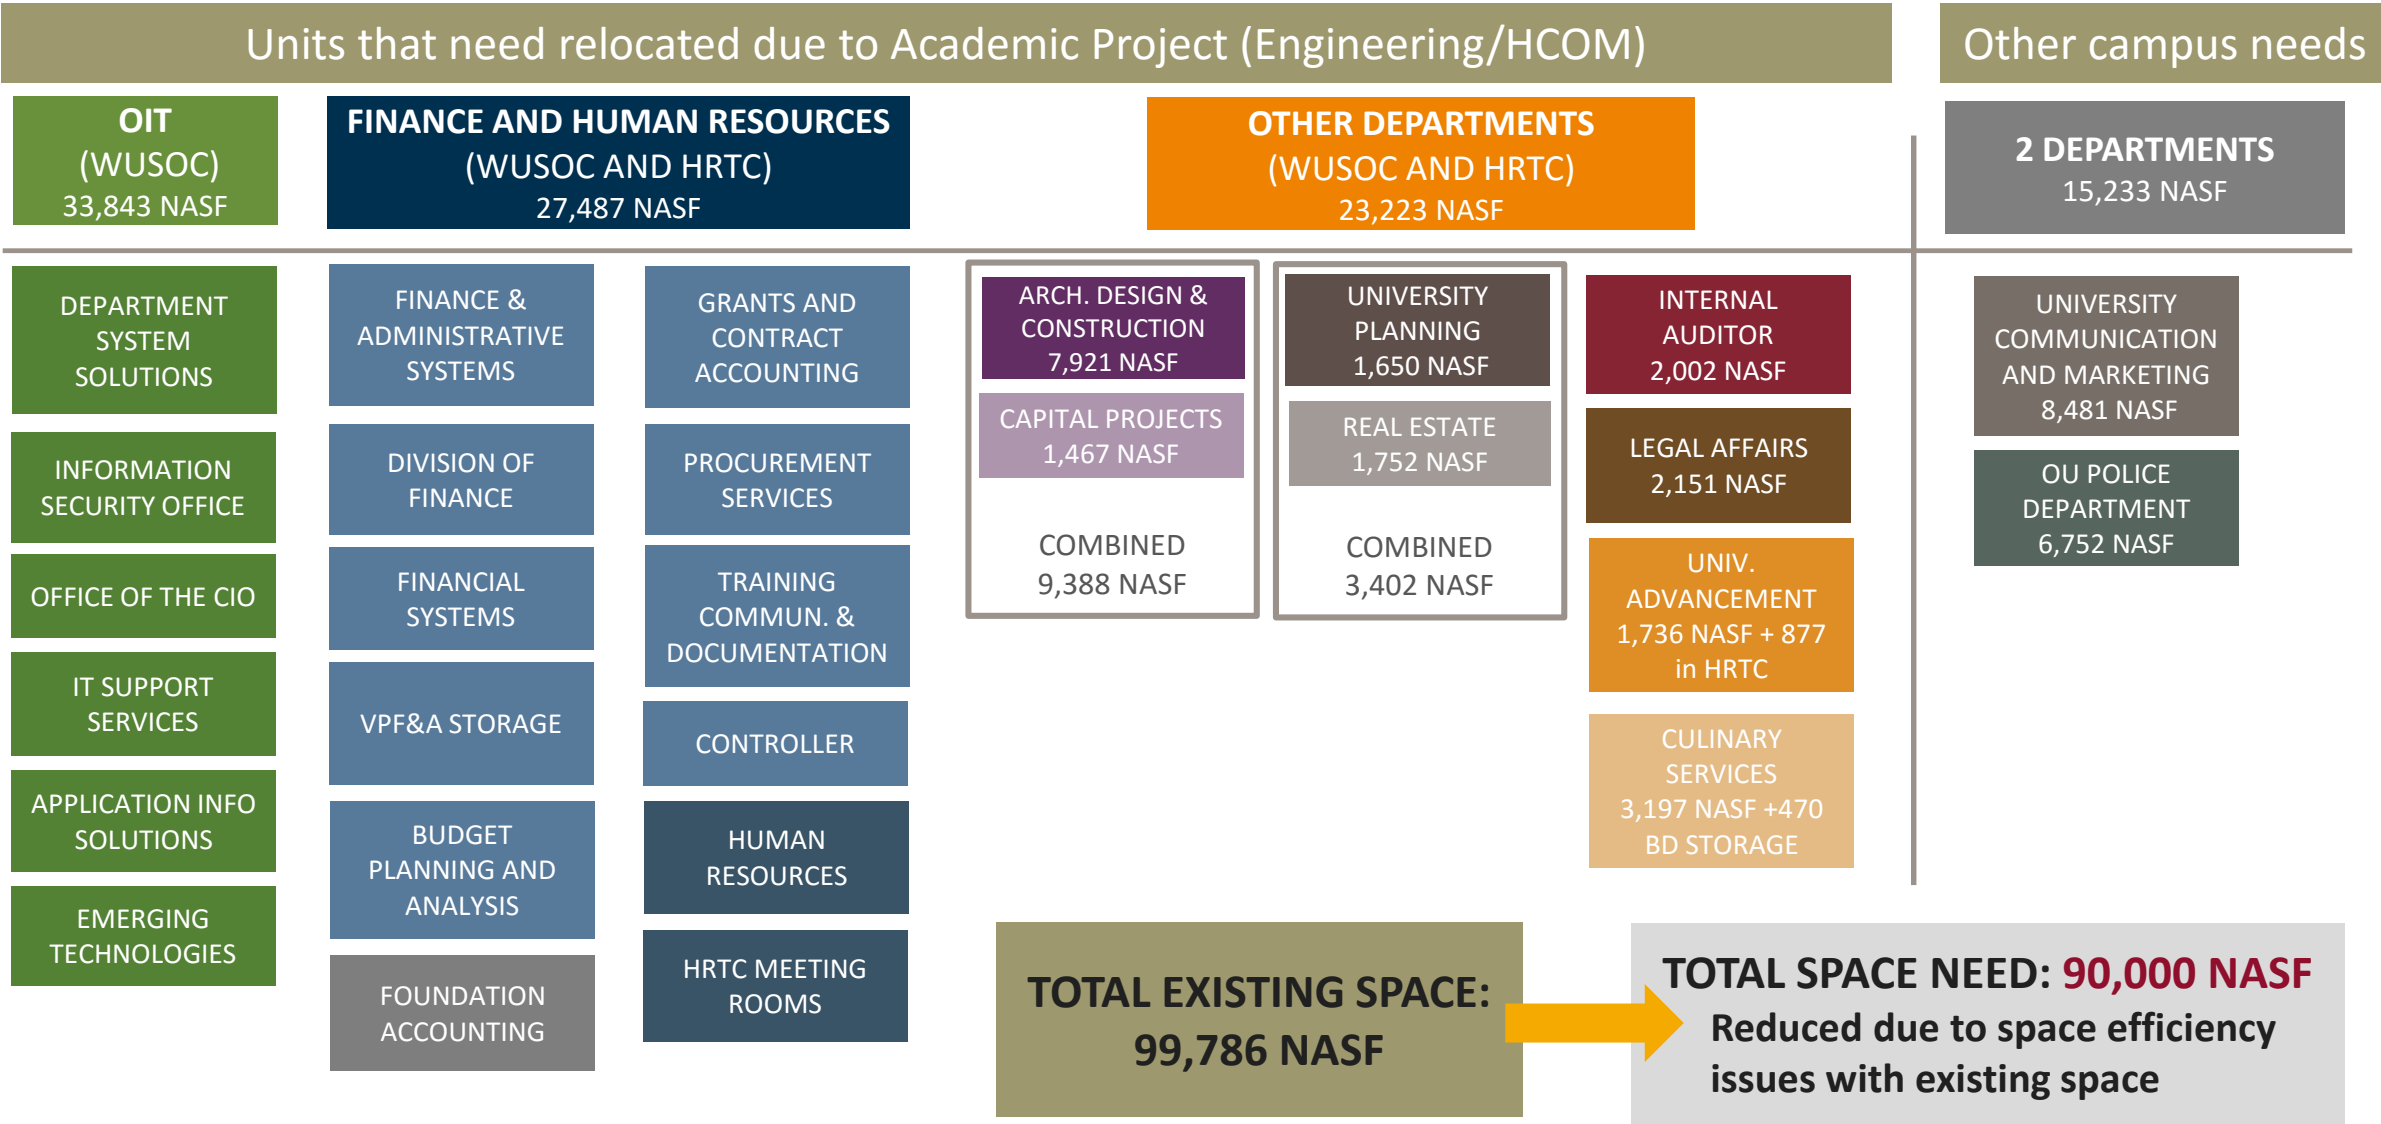 Units that need relocated due to Academic Project (Engineering/HCOM)
Other campus needs
OIT
(WUSOC)
33,843 NASF
FINANCE AND HUMAN RESOURCES
(WUSOC AND HRTC)
27,487 NASF
OTHER DEPARTMENTS
(WUSOC AND HRTC)
23,223 NASF
2 DEPARTMENTS
15,233 NASF
DEPARTMENT
SYSTEM
SOLUTIONS
INFORMATION
SECURITY OFFICE
OFFICE OF THE CIO
IT SUPPORT
SERVICES
APPLICATION INFO
SOLUTIONS
EMERGING
TECHNOLOGIES
FINANCE &
ADMINISTRATIVE
SYSTEMS
DIVISION OF
FINANCE
FINANCIAL
SYSTEMS
VPF&A STORAGE
BUDGET
PLANNING AND
ANALYSIS
FOUNDATION
ACCOUNTING
GRANTS AND
CONTRACT
ACCOUNTING
PROCUREMENT
SERVICES
TRAINING
COMMUN. &
DOCUMENTATION
CONTROLLER
HUMAN
RESOURCES
HRTC MEETING
ROOMS
ARCH. DESIGN &
CONSTRUCTION
7,921 NASF
CAPITAL PROJECTS
1,467 NASF
COMBINED
9,388 NASF
UNIVERSITY
PLANNING
1,650 NASF
REAL ESTATE
1,752 NASF
COMBINED
3,402 NASF
INTERNAL
AUDITOR
2,002 NASF
LEGAL AFFAIRS
2,151 NASF
UNIV.
ADVANCEMENT
1,736 NASF + 877
in HRTC
CULINARY
SERVICES
3,197 NASF +470
BD STORAGE
UNIVERSITY
COMMUNICATION
AND MARKETING
8,481 NASF
OU POLICE
DEPARTMENT
6,752 NASF
TOTAL EXISTING SPACE:
99,786 NASF
TOTAL SPACE NEED: 90,000 NASF
Reduced due to space efficiency
issues with existing space